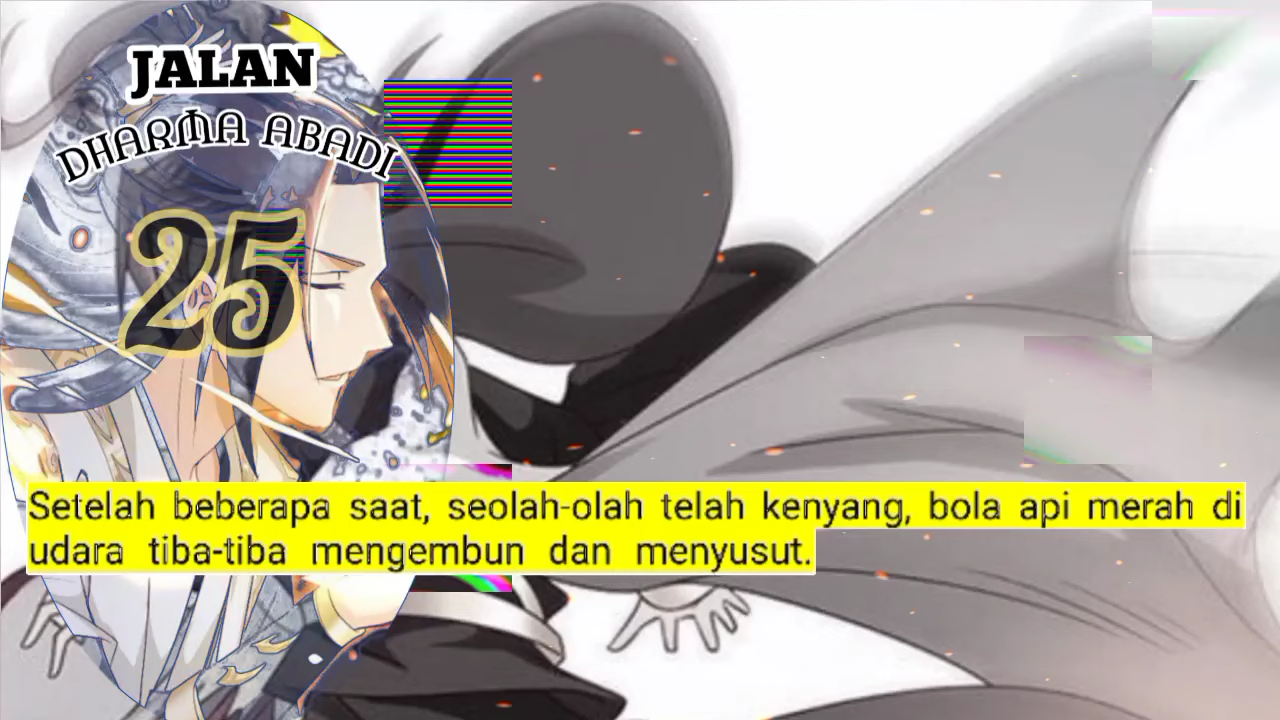 JALAN
DHARMA ABADI
25
Setelah beberapa saat, seolah-olah telah kenyang, bola api merah di
udara tiba-tiba mengembun dan menyusut.